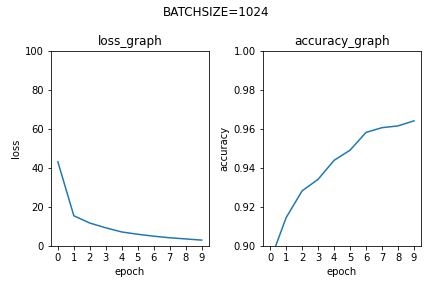 BATCHSIZE=1024
loss_graph
100
80
60
40
20
0
loss
0 1 2 3 4 5 6 7 8 9
epoch
accuracy_graph
1.00
0.98
0.96
0.94
0.92
0.90
accuracy
0 1 2 3 4 5 6 7 8 9
epoch